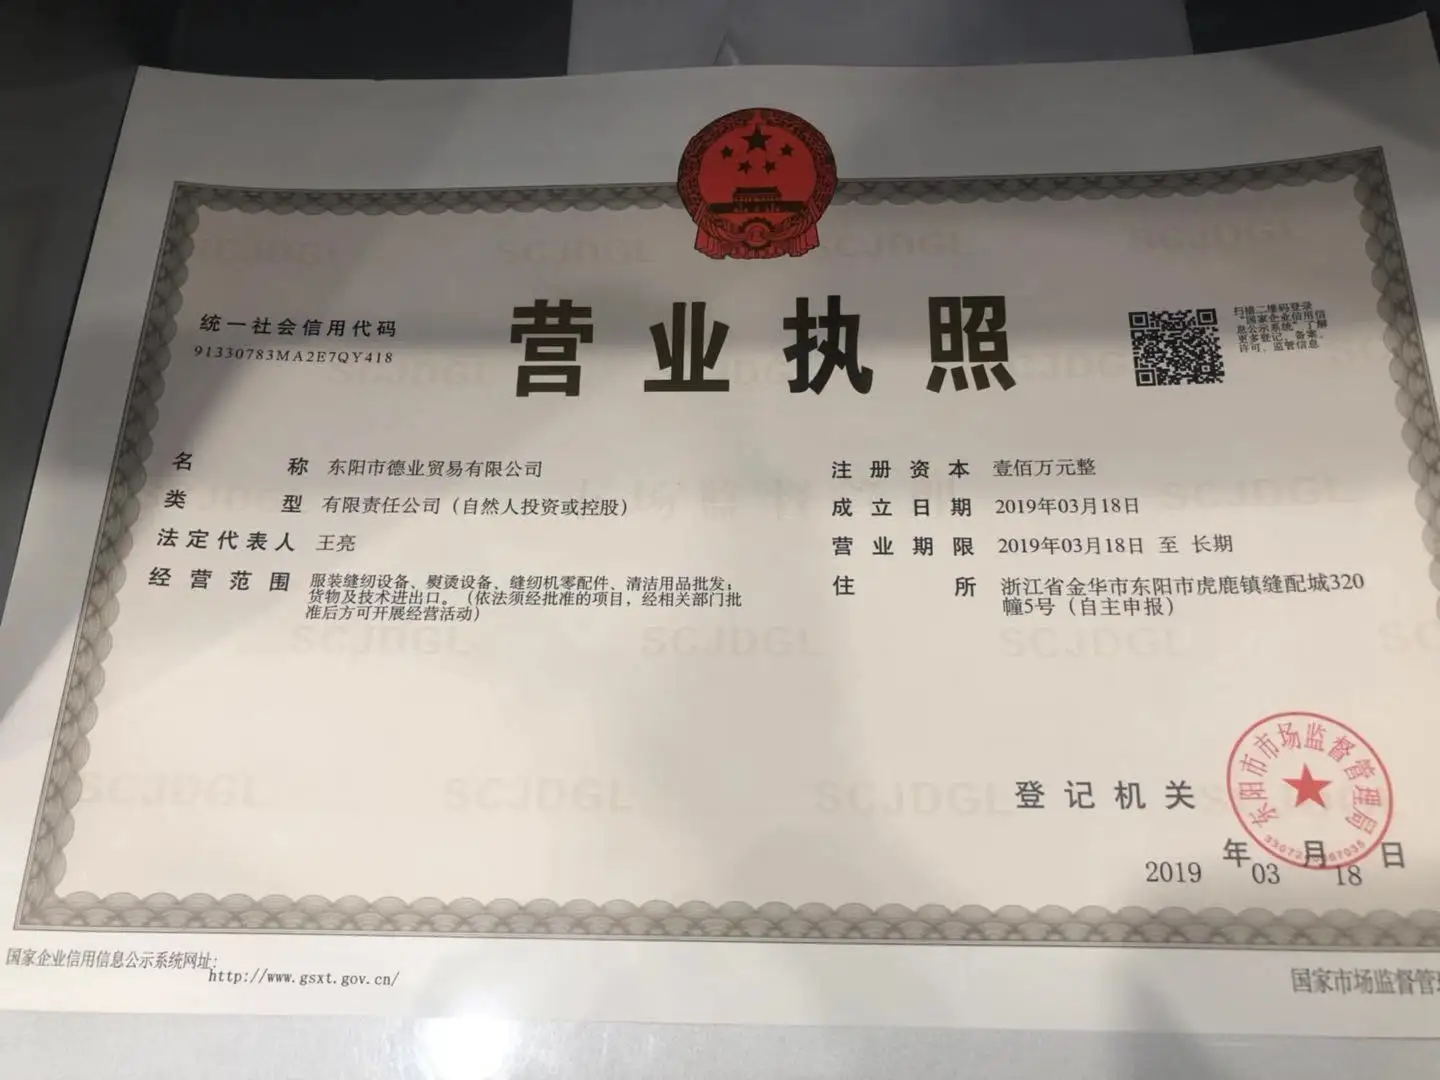 营业执照
统一社会信用代码
91330783MA2E7QY418
扫描二维码登录
“国家企业信用信
息公示系统”了解
更多登记、备案、
许可、监管信息
名 称 东阳市德业贸易有限公司
类 型 有限责任公司（自然人投资或控股）
法定代表人 王亮
经营范围 服装缝纫设备、熨烫设备、缝纫机零配件、清洁用品批发；
货物及技术进出口。（依法须经批准的项目，经相关部门批
准后方可开展经营活动）
注册资本 壹佰万元整
成立日期 2019年03月18日
营业期限 2019年03月18日 至 长期
住 所 浙江省金华市东阳市虎鹿镇缝配城320
幢5号（自主申报）
登记机关
东阳市市场监督管理局
2019 年 03 月 18 日
国家企业信用信息公示系统网址：
http://www.gsxt.gov.cn/
国家市场监督管
SCJDGL